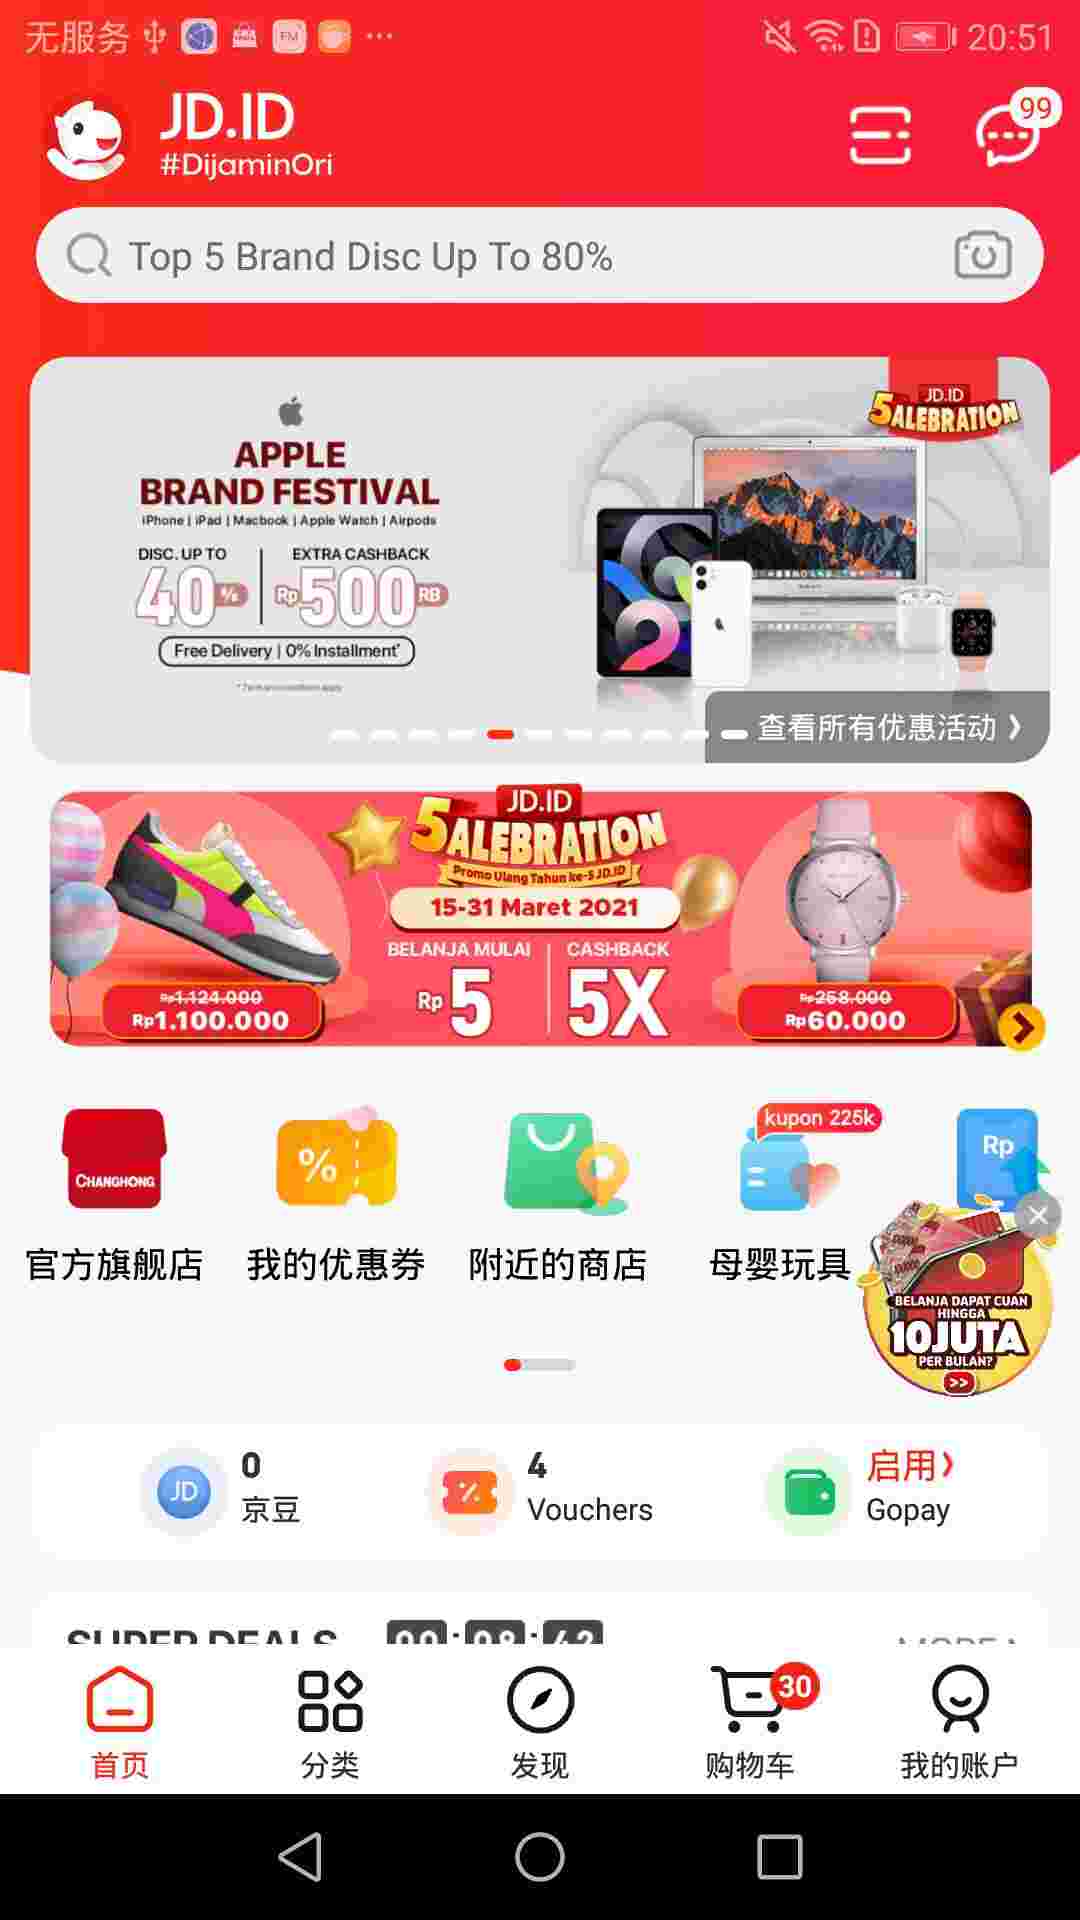 无服务
FM
20:51
JD.ID
#DijaminOri
99
Top 5 Brand Disc Up To 80%
JD.ID
5ALEBRATION
APPLE
BRAND FESTIVAL
iPhone | iPad | Macbook | Apple Watch | Airpods
DISC. UP TO
EXTRA CASHBACK
40%
Rp500RB
Free Delivery | 0% Installment*
查看所有优惠活动
JD.ID
5ALEBRATION
Promo Ulang Tahun ke-5 JD.ID
15-31 Maret 2021
BELANJA MULAI
CASHBACK
Rp5
5X
Rp1.124.000
Rp1.100.000
Rp258.000
Rp60.000
CHANGHONG
%
kupon 225k
Rp
官方旗舰店
我的优惠券
附近的商店
母婴玩具
BELANJA DAPAT CUAN
HINGGA
10JUTA
PER BULAN?
>>
JD
0
京豆
4
Vouchers
启用
Gopay
SUPER DEALS
00:08:42
MORE
30
首页
分类
发现
购物车
我的账户